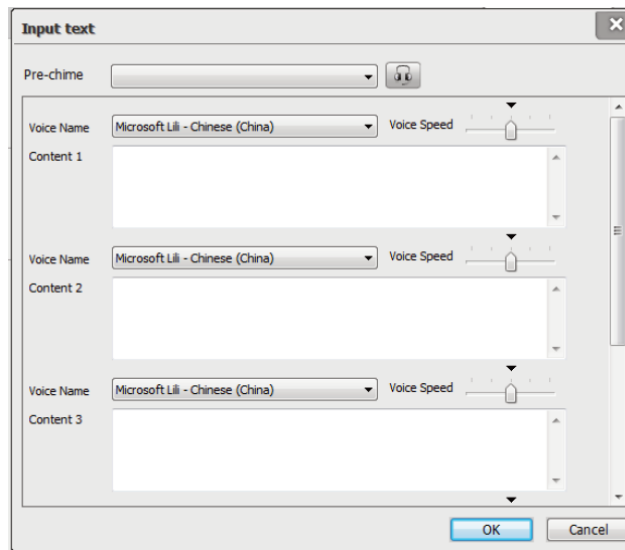 Input text
Pre-chime
Voice Name Microsoft Lili - Chinese (China) Voice Speed
Content 1
Voice Name Microsoft Lili - Chinese (China) Voice Speed
Content 2
Voice Name Microsoft Lili - Chinese (China) Voice Speed
Content 3
OK Cancel